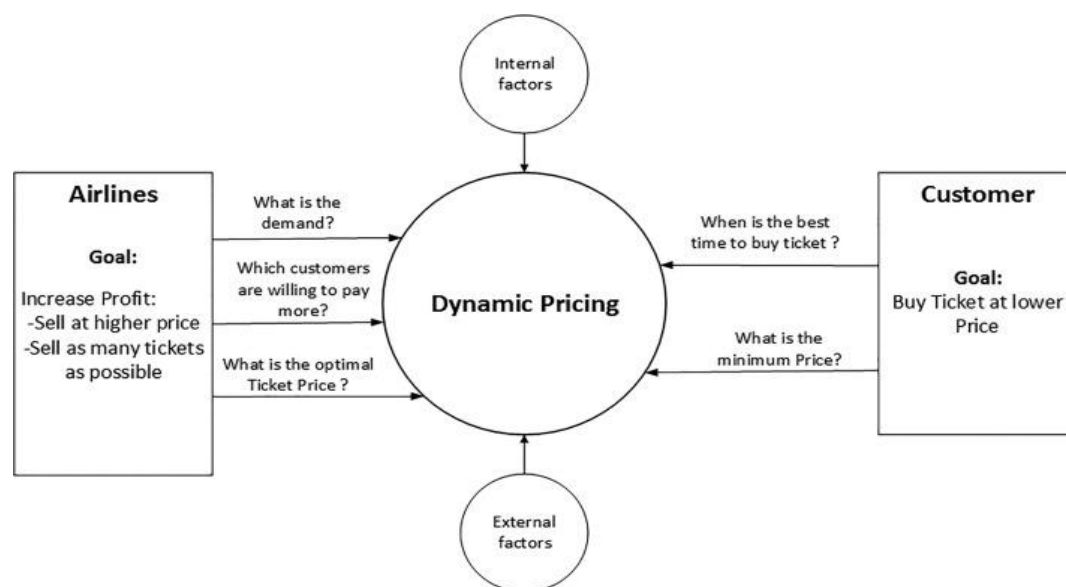 Internal
factors
Airlines
Goal:
Increase Profit:
-Sell at higher price
-Sell as many tickets
as possible
What is the
demand?
Which customers
are willing to pay
more?
What is the optimal
Ticket Price ?
Dynamic Pricing
When is the best
time to buy ticket ?
What is the
minimum Price?
Customer
Goal:
Buy Ticket at lower
Price
External
factors